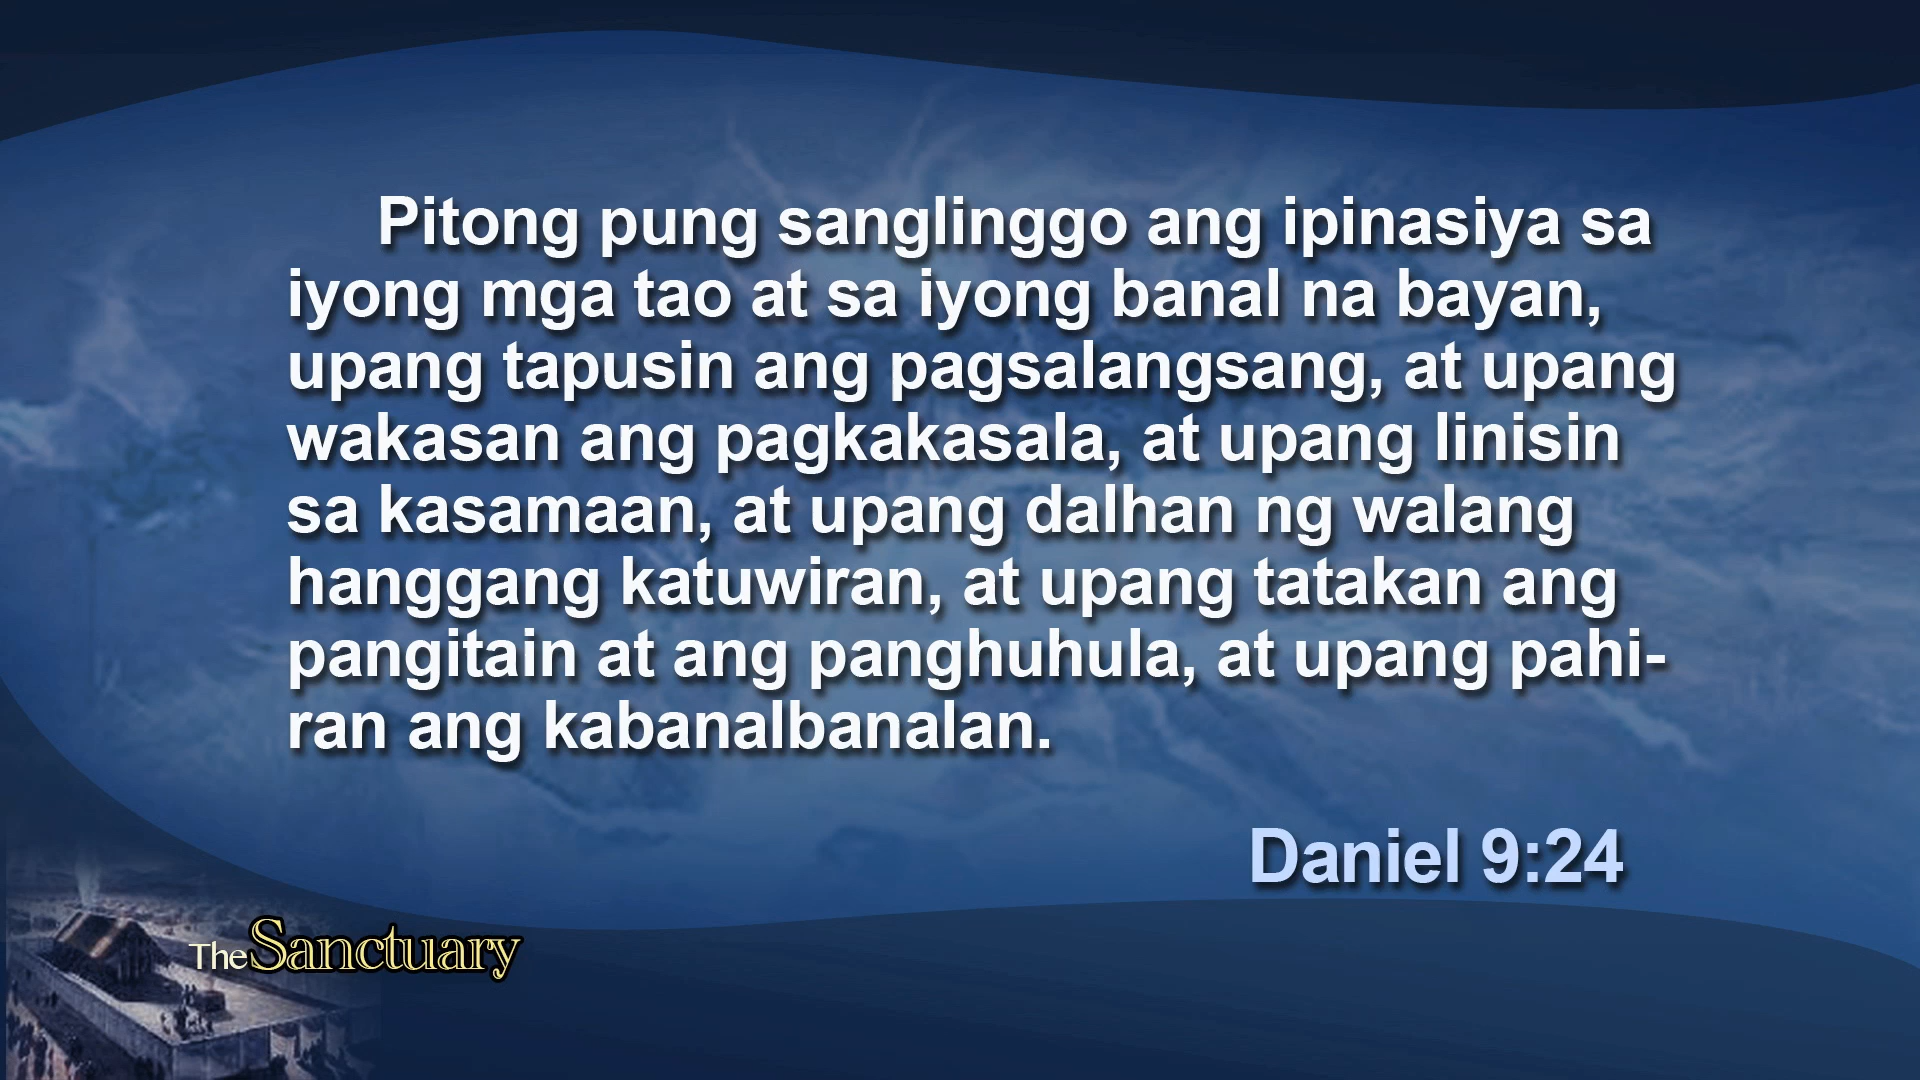 Pitong pung sanglinggo ang ipinasiya sa
iyong mga tao at sa iyong banal na bayan,
upang tapusin ang pagsalangsang, at upang
wakasan ang pagkakasala, at upang linisin
sa kasamaan, at upang dalhan ng walang
hanggang katuwiran, at upang tatakan ang
pangitain at ang panghuhula, at upang pahi-
ran ang kabanalbanalan.
Daniel 9:24
The Sanctuary